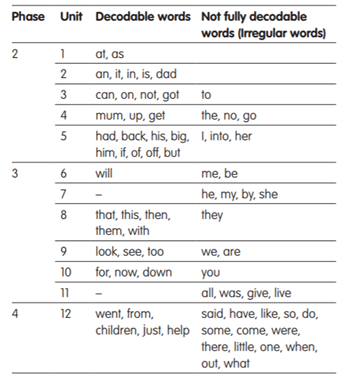 Phase Unit Decodable words Not fully decodable
words (Irregular words)
2 1 at, as
2 an, it, in, is, dad
3 can, on, not, got to
4 mum, up, get the, no, go
5 had, back, his, big, I, into, her
him, if, of, off, but
3 6 will me, be
7 – he, my, by, she
8 that, this, then, they
them, with
9 look, see, too we, are
10 for, now, down you
11 – all, was, give, live
4 12 went, from, said, have, like, so, do,
children, just, help some, come, were,
there, little, one, when,
out, what